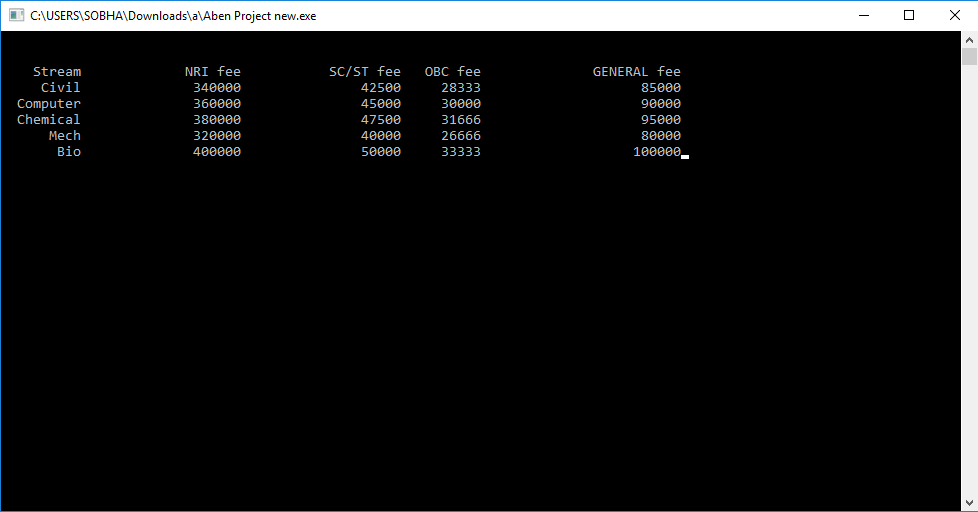 C:\USERS\SOBHA\Downloads\a\Aben Project new.exe
Stream NRI fee SC/ST fee OBC fee GENERAL fee
Civil 340000 42500 28333 85000
Computer 360000 45000 30000 90000
Chemical 380000 47500 31666 95000
Mech 320000 40000 26666 80000
Bio 400000 50000 33333 100000